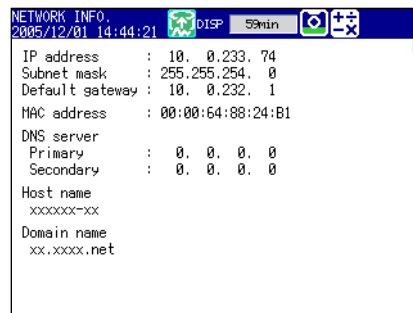 NETWORK INFO.
2005/12/01 14:44:21 DISP 59min
IP address : 10. 0.233. 74
Subnet mask : 255.255.254. 0
Default gateway : 10. 0.232. 1
MAC address : 00:00:64:88:24:B1
DNS server
Primary : 0. 0. 0. 0
Secondary : 0. 0. 0. 0
Host name
xxxxxx-xx
Domain name
xx.xxxx.net